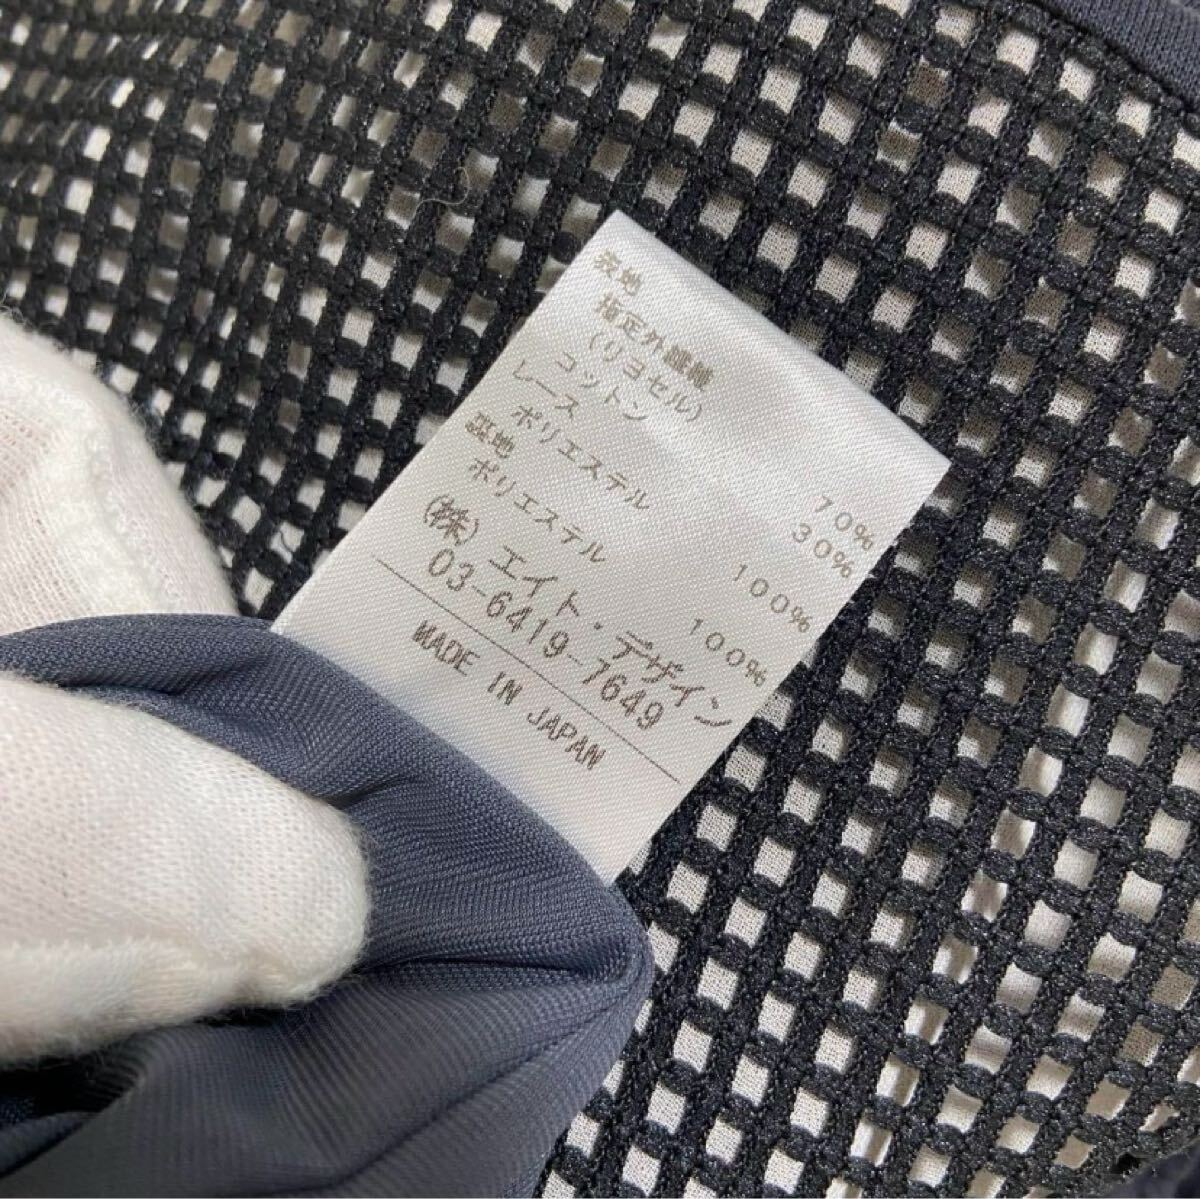 表地
指定外繊維
(リヨセル) 70%
コットン 30%
レース
ポリエステル 100%
裏地
ポリエステル 100%
(株) エイト・デザイン
03-6419-7649
MADE IN JAPAN